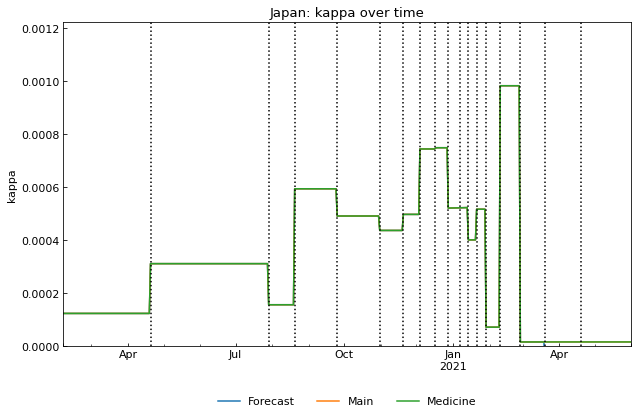 Japan: kappa over time
0.0012
0.0010
0.0008
0.0006
0.0004
0.0002
0.0000
kappa
Apr Jul Oct Jan Apr
2021
Forecast Main Medicine